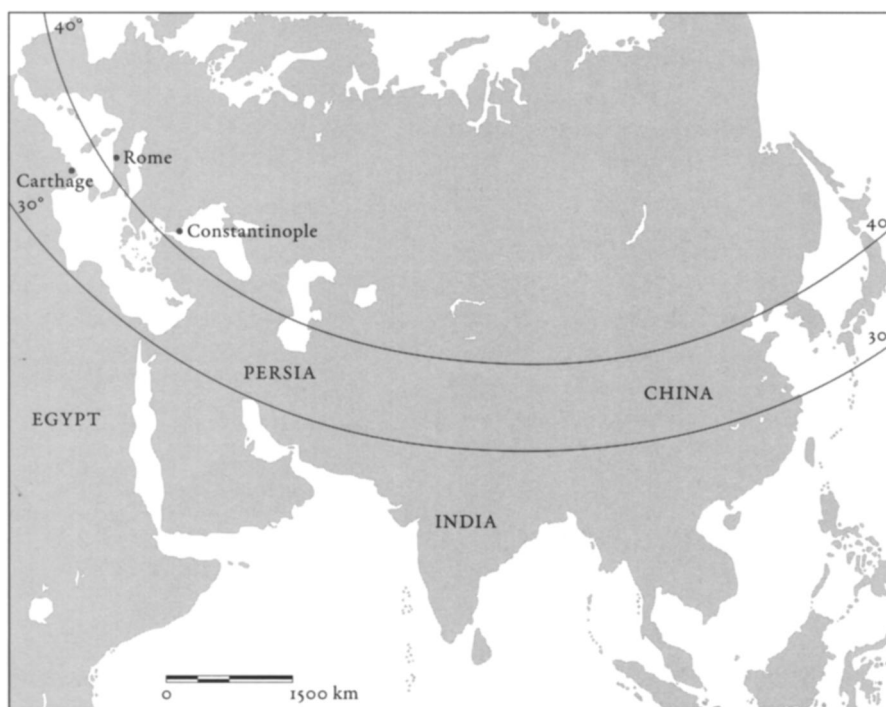 40°
Rome
Carthage
30°
Constantinople
40
30
PERSIA
CHINA
EGYPT
INDIA
0 1500 km